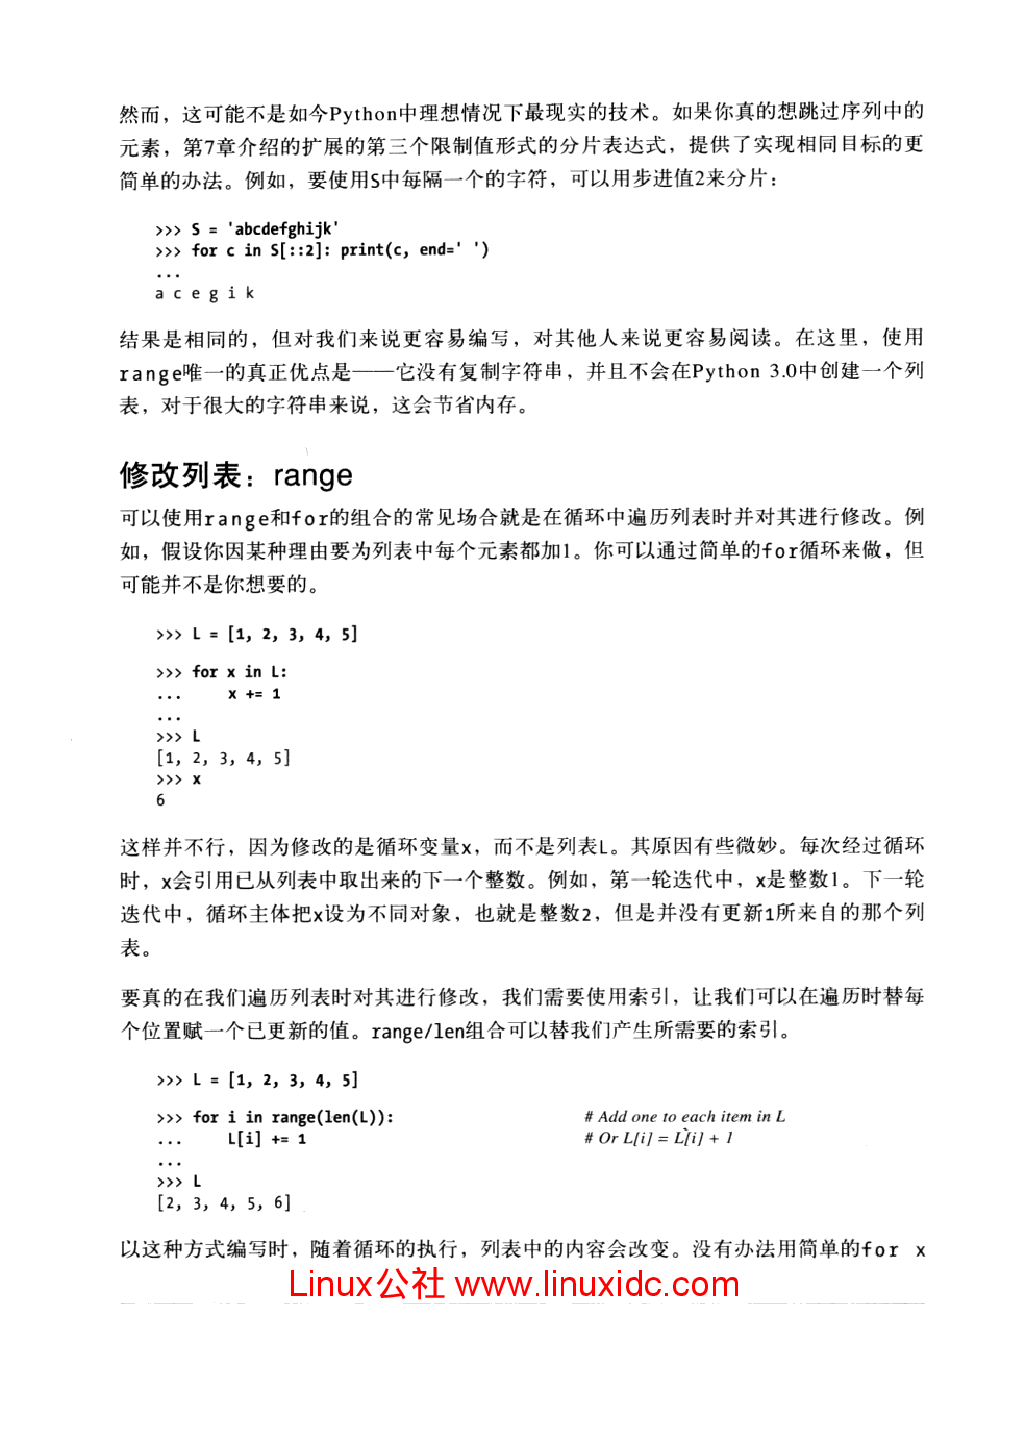 然而，这可能不是如今Python中理想情况下最现实的技术。如果你真的想跳过序列中的
元素，第7章介绍的扩展的第三个限制值形式的分片表达式，提供了实现相同目标的更
简单的办法。例如，要使用S中每隔一个的字符，可以用步进值2来分片：
>>> S = 'abcdefghijk'
>>> for c in S[::2]: print(c, end=' ')
...
a c e g i k
结果是相同的，但对我们来说更容易编写，对其他人来说更容易阅读。在这里，使用
range唯一的真正优点是——它没有复制字符串，并且不会在Python 3.0中创建一个列
表，对于很大的字符串来说，这会节省内存。
修改列表：range
可以使用range和for的组合的常见场合就是在循环中遍历列表时并对其进行修改。例
如，假设你因某种理由要为列表中每个元素都加1。你可以通过简单的for循环来做，但
可能并不是你想要的。
>>> L = [1, 2, 3, 4, 5]
>>> for x in L:
...     x += 1
...
>>> L
[1, 2, 3, 4, 5]
>>> x
6
这样并不行，因为修改的是循环变量x，而不是列表L。其原因有些微妙。每次经过循环
时，x会引用已从列表中取出来的下一个整数。例如，第一轮迭代中，x是整数1。下一轮
迭代中，循环主体把x设为不同对象，也就是整数2，但是并没有更新1所来自的那个列
表。
要真的在我们遍历列表时对其进行修改，我们需要使用索引，让我们可以在遍历时替每
个位置赋一个已更新的值。range/len组合可以替我们产生所需要的索引。
>>> L = [1, 2, 3, 4, 5]
>>> for i in range(len(L)):     # Add one to each item in L
...     L[i] += 1     # Or L[i] = L[i] + 1
...
>>> L
[2, 3, 4, 5, 6]
以这种方式编写时，随着循环的执行，列表中的内容会改变。没有办法用简单的for x
Linux公社 www.linuxidc.com